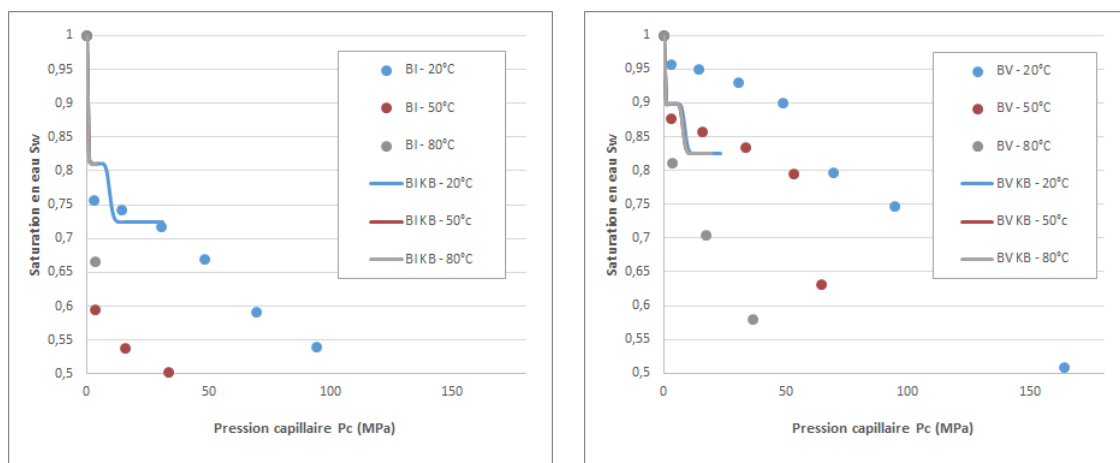 1
0,95
0,9
0,85
0,8
0,75
0,7
0,65
0,6
0,55
0,5
Saturation en eau Sw
0
50
100
150
Pression capillaire Pc (MPa)
BI - 20°C
BI - 50°C
BI - 80°C
BI KB - 20°C
BI KB - 50°c
BI KB - 80°C
1
0,95
0,9
0,85
0,8
0,75
0,7
0,65
0,6
0,55
0,5
Saturation en eau Sw
0
50
100
150
Pression capillaire Pc (MPa)
BV - 20°C
BV - 50°C
BV - 80°C
BV KB - 20°C
BV KB - 50°C
BV KB - 80°C